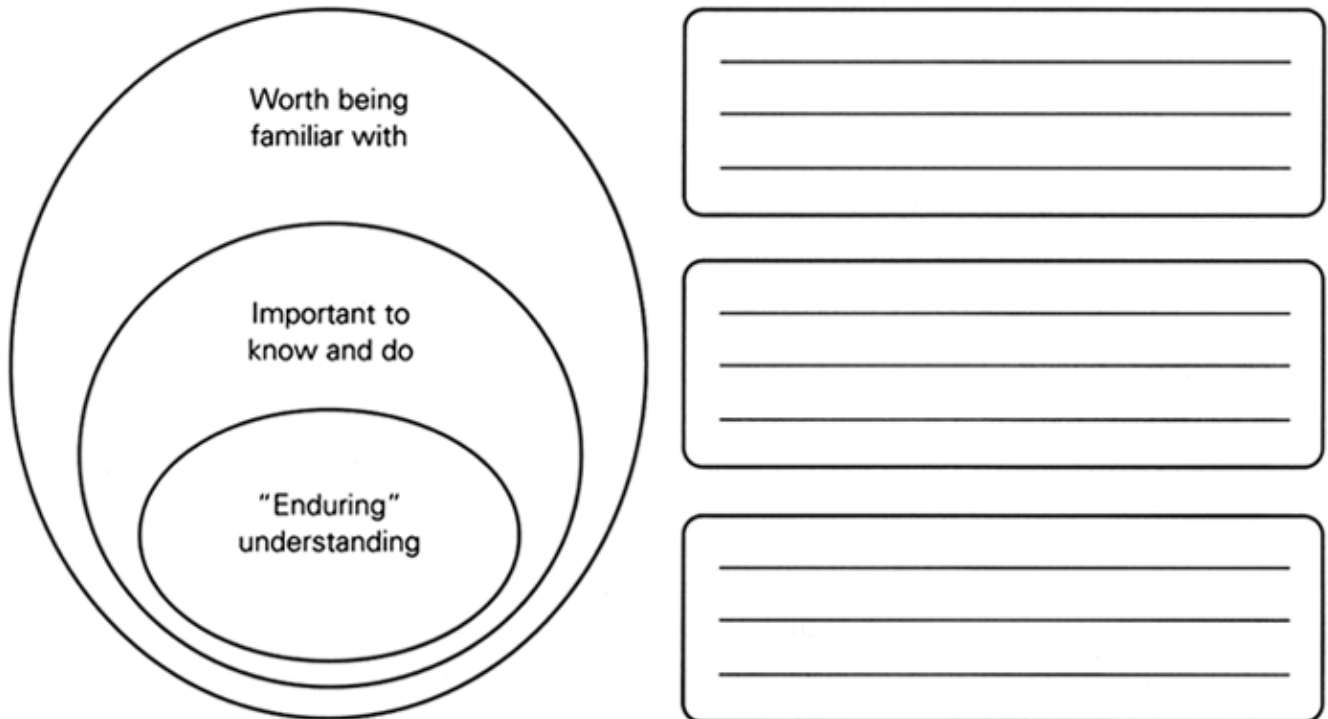 Worth being
familiar with
Important to
know and do
"Enduring"
understanding